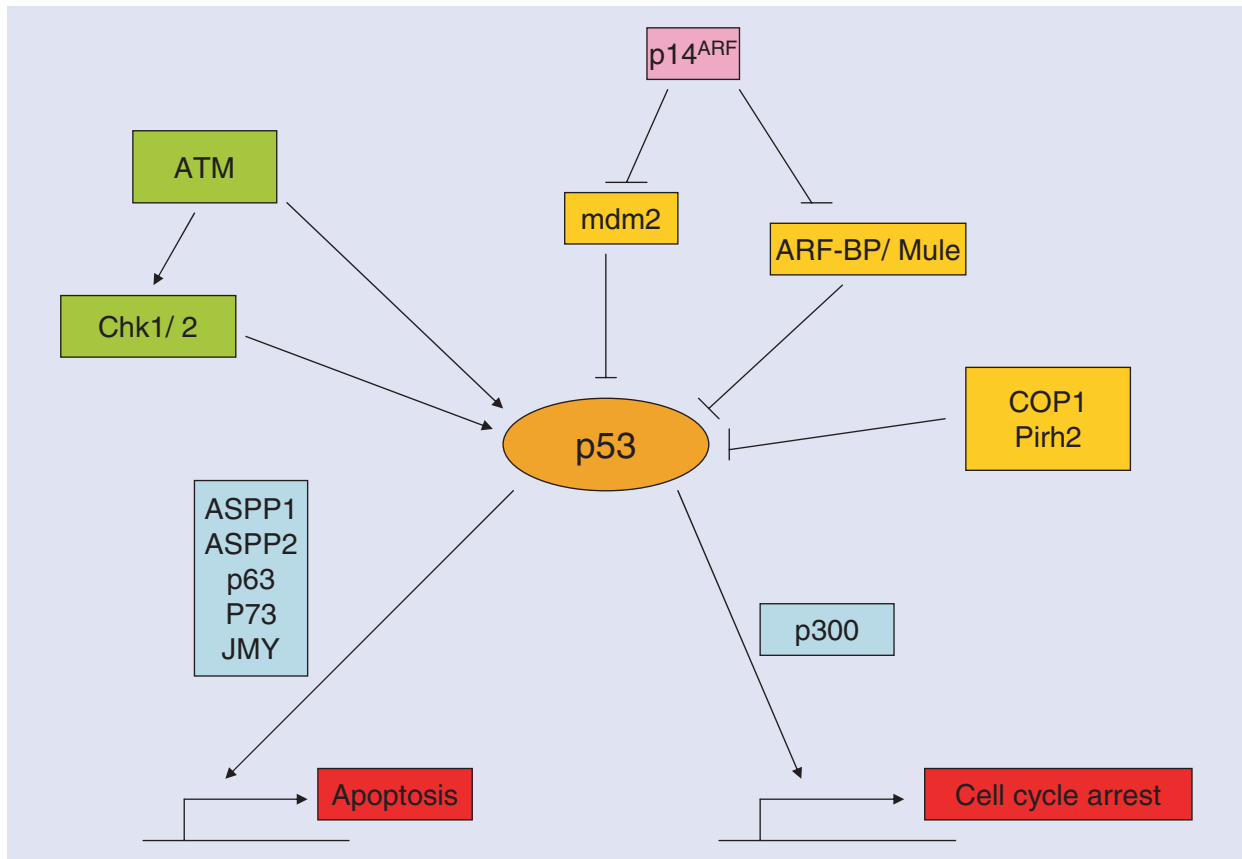 p14ARF
ATM
mdm2
ARF-BP/ Mule
Chk1/ 2
COP1
Pirh2
p53
ASPP1
ASPP2
p63
P73
JMY
p300
Apoptosis
Cell cycle arrest